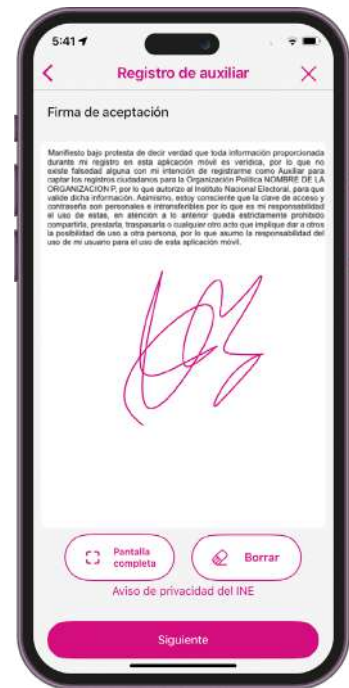 5:41
Registro de auxiliar
Firma de aceptación
Manifiesto bajo protesta de decir verdad que toda información proporcionada
durante mi registro en esta aplicación móvil es verídica, por lo que no
existe falsedad alguna con mi intención de registrarme como Auxiliar para
captar los registros ciudadanos para la Organización Política NOMBRE DE LA
ORGANIZACION P, por lo que autorizo al Instituto Nacional Electoral, para que
valide dicha información. Asimismo, estoy consciente que la clave de acceso y
contraseña son personales e intransferibles por lo que es mi responsabilidad
el uso de estas, en atención a lo anterior queda estrictamente prohibido
compartirla, prestarla, traspasarla o cualquier otro acto que implique dar a otros
la posibilidad de uso a otra persona, por lo que asumo la responsabilidad del
uso de mi usuario para el uso de esta aplicación móvil.
Pantalla
completa
Borrar
Aviso de privacidad del INE
Siguiente